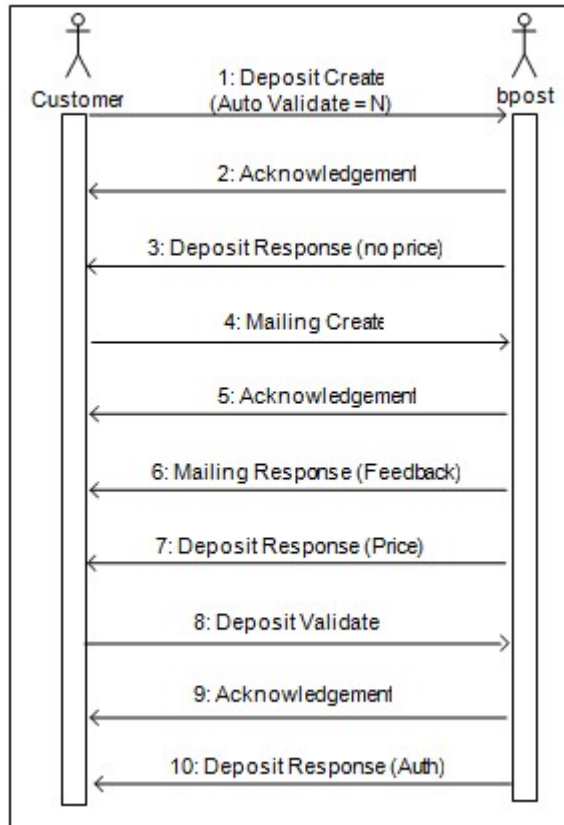 Customer
bpost
1: Deposit Create
(Auto Validate = N)
2: Acknowledgement
3: Deposit Response (no price)
4: Mailing Create
5: Acknowledgement
6: Mailing Response (Feedback)
7: Deposit Response (Price)
8: Deposit Validate
9: Acknowledgement
10: Deposit Response (Auth)